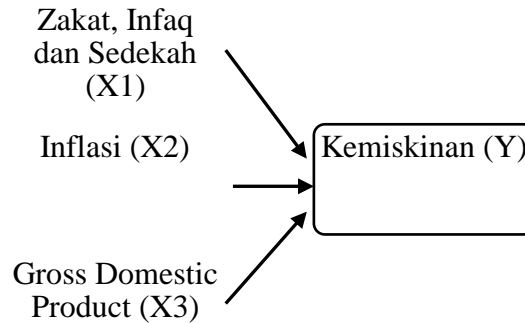 Zakat, Infaq
dan Sedekah
(X1)
Inflasi (X2)
Kemiskinan (Y)
Gross Domestic
Product (X3)